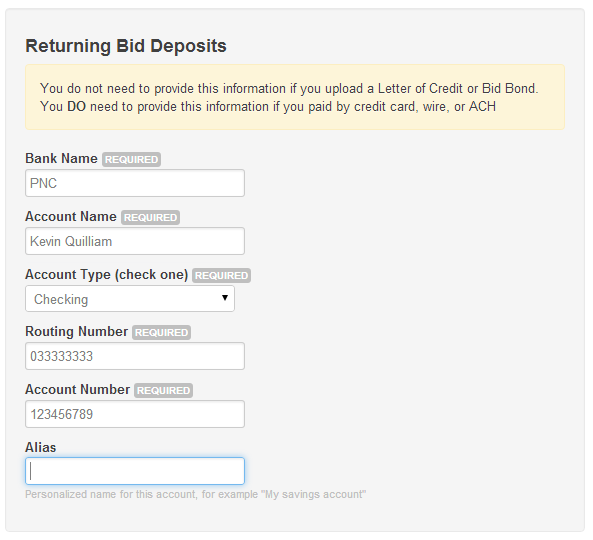 Returning Bid Deposits
You do not need to provide this information if you upload a Letter of Credit or Bid Bond.
You DO need to provide this information if you paid by credit card, wire, or ACH
Bank Name REQUIRED
PNC
Account Name REQUIRED
Kevin Quilliam
Account Type (check one) REQUIRED
Checking
Routing Number REQUIRED
033333333
Account Number REQUIRED
123456789
Alias
Personalized name for this account, for example "My savings account"